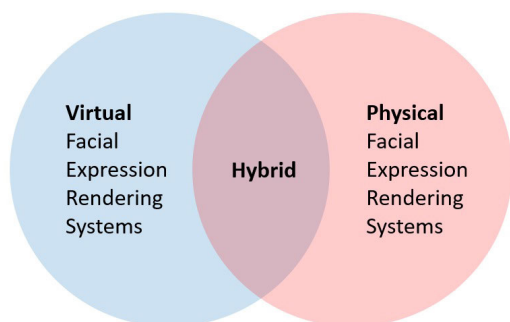 Virtual
Facial
Expression
Rendering
Systems
Hybrid
Physical
Facial
Expression
Rendering
Systems